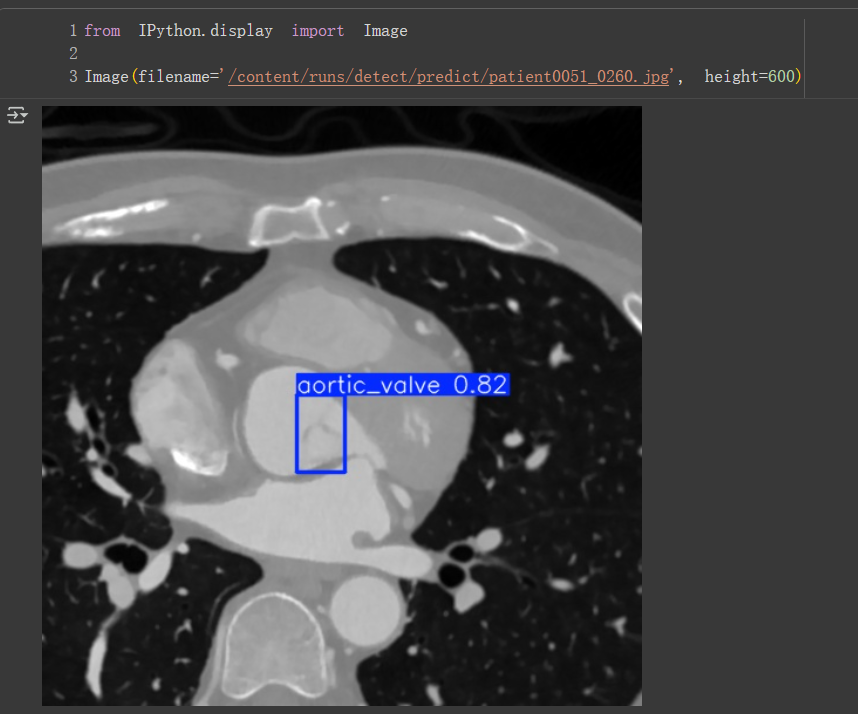 1 from IPython.display import Image
2
3 Image(filename='/content/runs/detect/predict/patient0051_0260.jpg', height=600)
aortic_valve 0.82